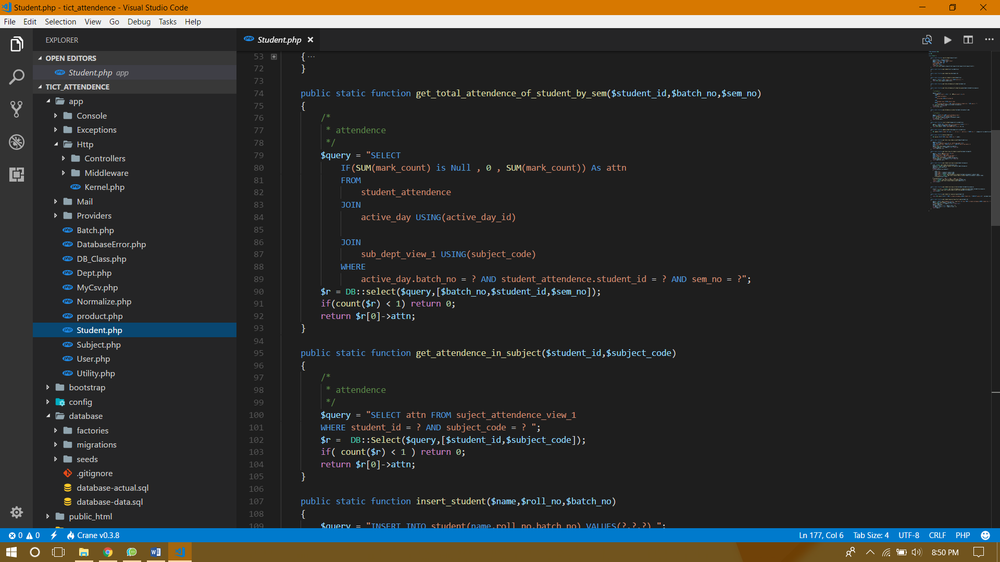 Student.php - tict_attendence - Visual Studio Code
File Edit Selection View Go Debug Tasks Help
EXPLORER
OPEN EDITORS
Student.php app
TICT_ATTENDENCE
app
Console
Exceptions
Http
Controllers
Middleware
Kernel.php
Mail
Providers
Batch.php
DatabaseError.php
DB_Class.php
Dept.php
MyCsv.php
Normalize.php
product.php
Student.php
Subject.php
User.php
Utility.php
bootstrap
config
database
factories
migrations
seeds
.gitignore
database-actual.sql
database-data.sql
public_html
Student.php
53 {...
72 }
73
74 public static function get_total_attendence_of_student_by_sem($student_id,$batch_no,$sem_no)
75 {
76 /*
77 * attendence
78 */
79 $query = "SELECT
80 IF(SUM(mark_count) is Null , 0 , SUM(mark_count)) As attn
81 FROM
82 student_attendence
83 JOIN
84 active_day USING(active_day_id)
85
86 JOIN
87 sub_dept_view_1 USING(subject_code)
88 WHERE
89 active_day.batch_no = ? AND student_attendence.student_id = ? AND sem_no = ?";
90 $r = DB::select($query,[$batch_no,$student_id,$sem_no]);
91 if(count($r) < 1) return 0;
92 return $r[0]->attn;
93 }
94
95 public static function get_attendence_in_subject($student_id,$subject_code)
96 {
97 /*
98 * attendence
99 */
100 $query = "SELECT attn FROM suject_attendence_view_1
101 WHERE student_id = ? AND subject_code = ? ";
102 $r =  DB::Select($query,[$student_id,$subject_code]);
103 if( count($r) < 1 ) return 0;
104 return $r[0]->attn;
105 }
106
107 public static function insert_student($name,$roll_no,$batch_no)
108 {
109 $query = "INSERT INTO student(name,roll_no,batch_no) VALUES(?,?,?) ";
0 0 Crane v0.3.8 Ln 177, Col 6 Tab Size: 4 UTF-8 CRLF PHP
8:50 PM